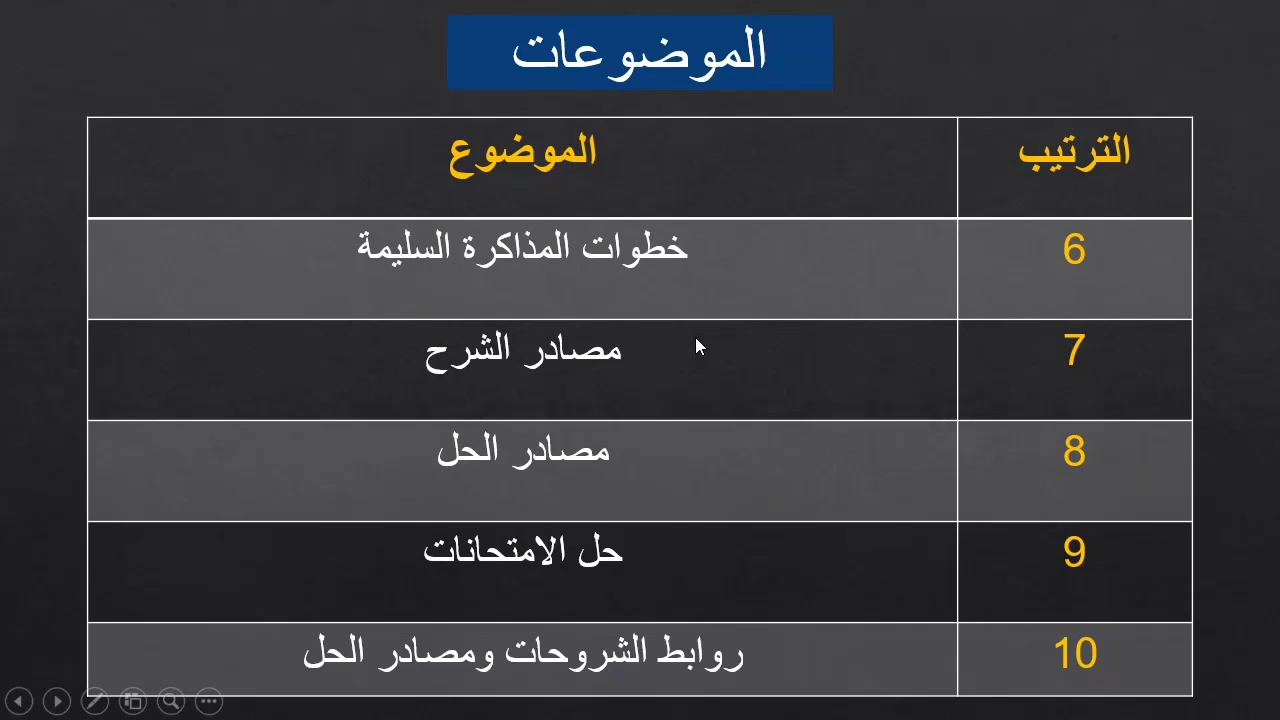 الموضوعات
الترتيب الموضوع
6 خطوات المذاكرة السليمة
7 مصادر الشرح
8 مصادر الحل
9 حل الامتحانات
10 روابط الشروحات ومصادر الحل